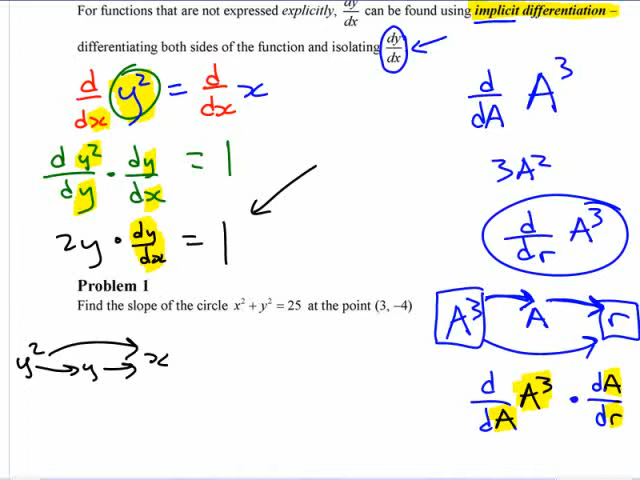 For functions that are not expressed explicitly, dy/dx can be found using implicit differentiation –
differentiating both sides of the function and isolating dy/dx
d/dx y² = d/dx x
d y²/dy · dy/dx = 1
2y · dy/dx = 1
Problem 1
Find the slope of the circle x² + y² = 25 at the point (3, −4)
y² → y → x
d/dA A³
3A²
d/dr A³
A³ → A → r
d/dA A³ · dA/dr